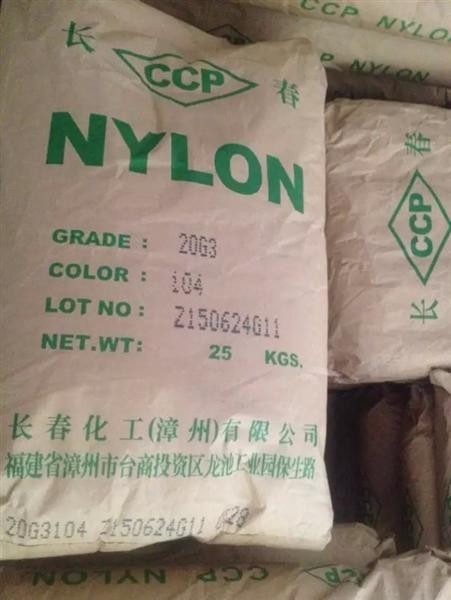 CCP NYLON
CCP NYLON
长 CCP 春
NYLON
GRADE : 20G3
COLOR : 104
LOT NO : Z150624G11
NET.WT: 25 KGS.
长春化工(漳州)有限公司
福建省漳州市台商投资区龙池工业园保生路
20G3104 Z150624G11
长 CCP 春
CCP NYLON